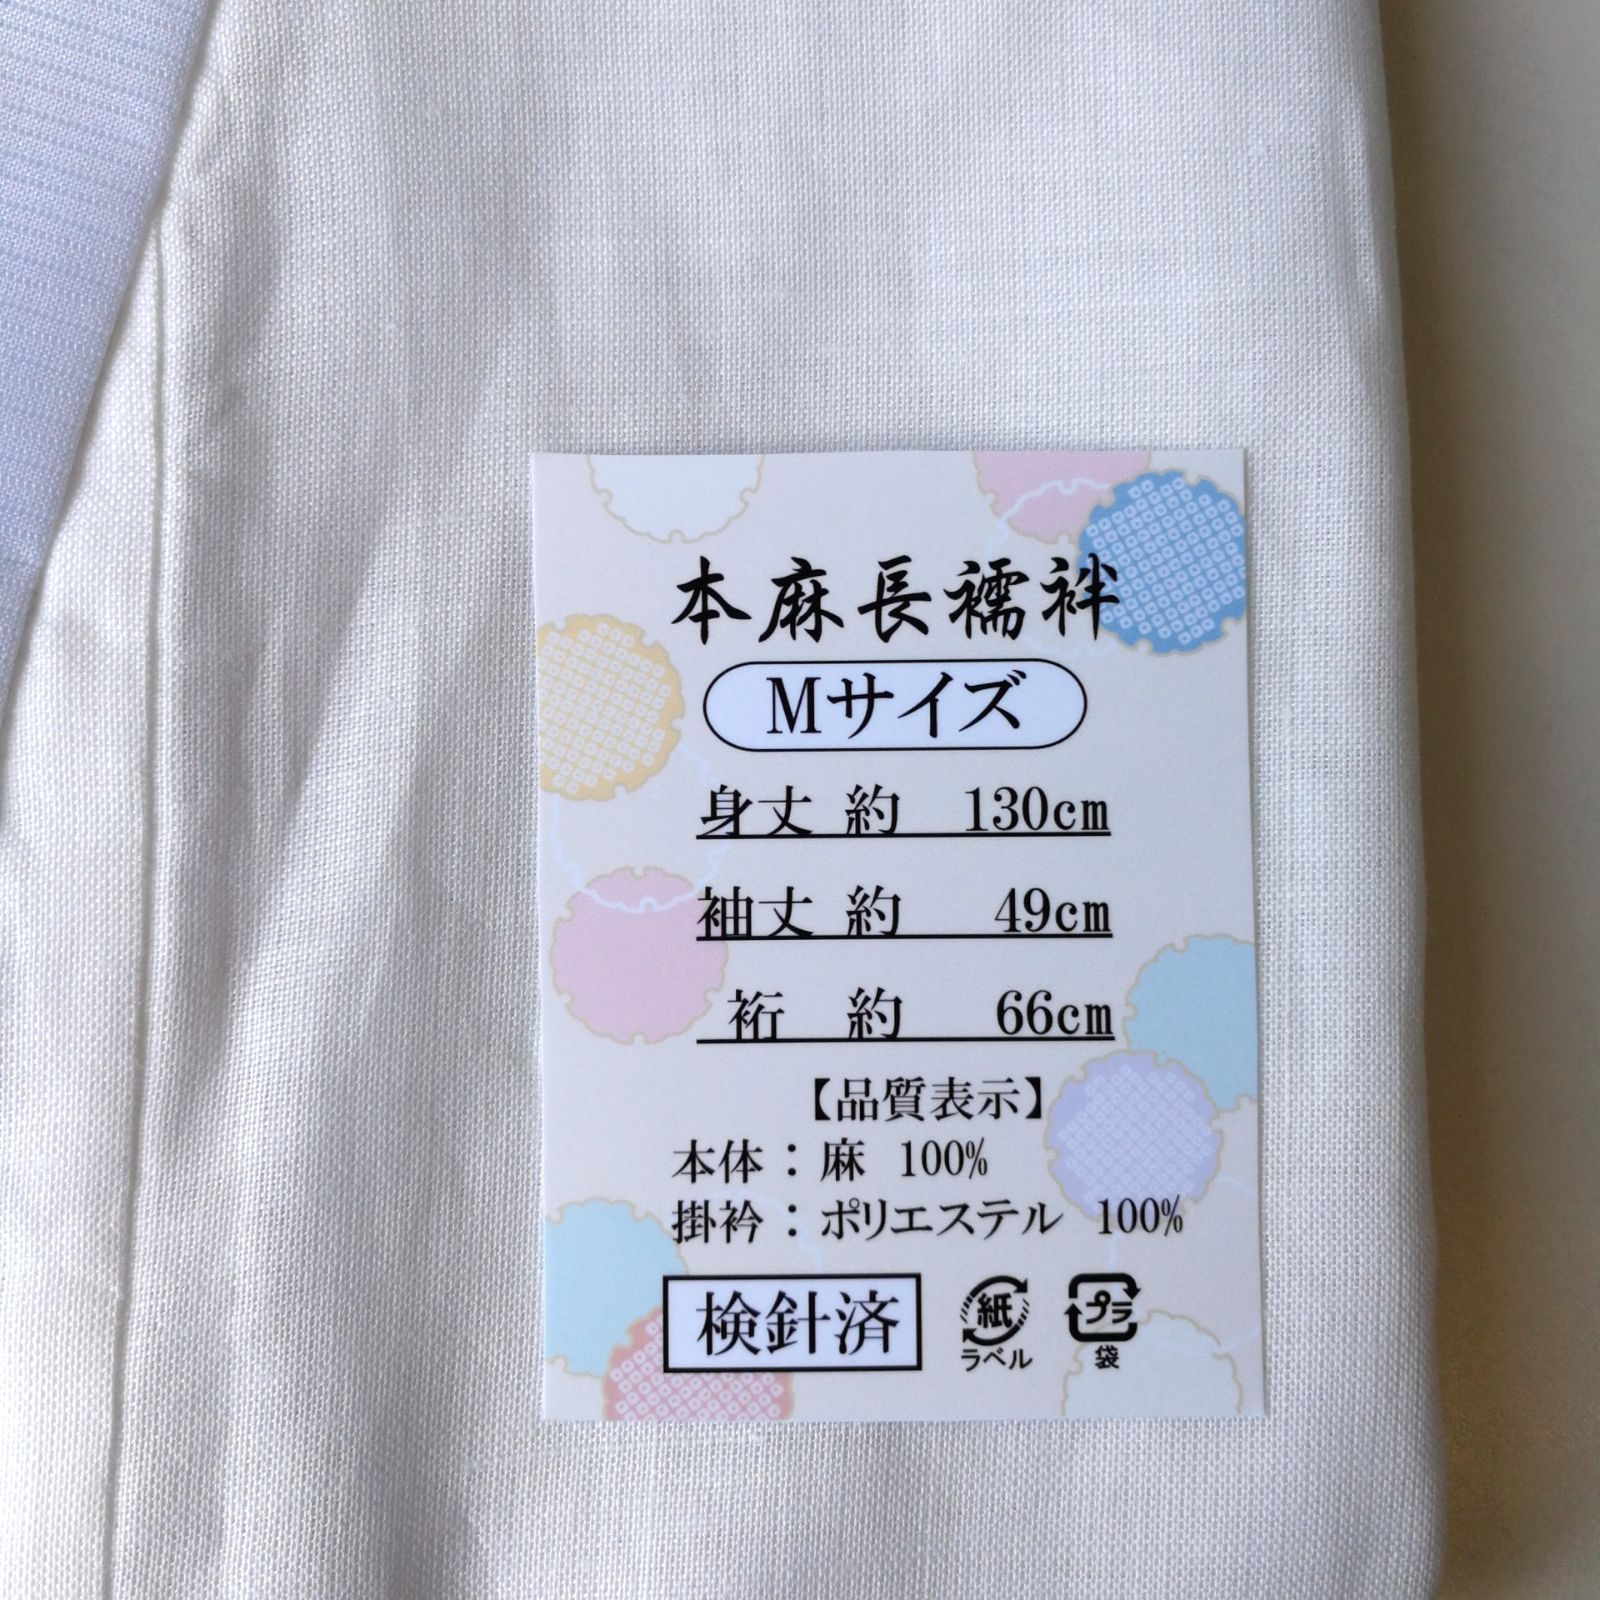 本麻長襦袢
Mサイズ
身丈 約 130cm
袖丈 約 49cm
裄 約 66cm
【品質表示】
本体：麻 100%
掛衿：ポリエステル 100%
検針済
紙
ラベル
プラ
袋